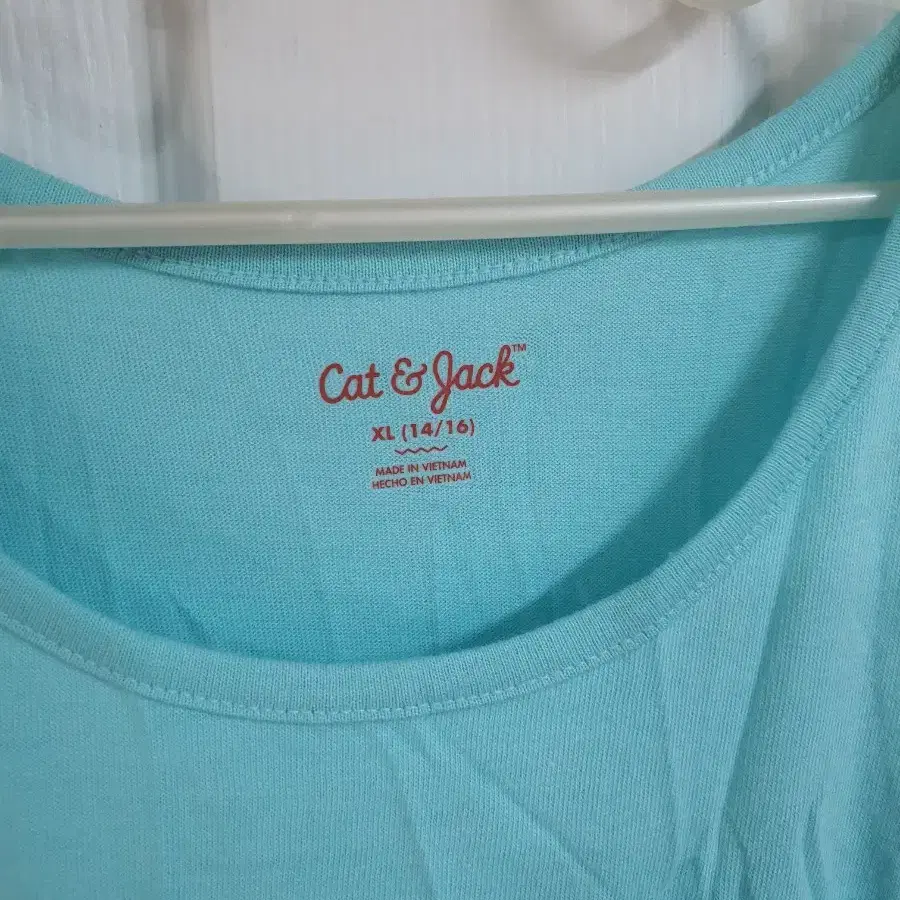 Cat & Jack™
XL (14/16)
MADE IN VIETNAM
HECHO EN VIETNAM